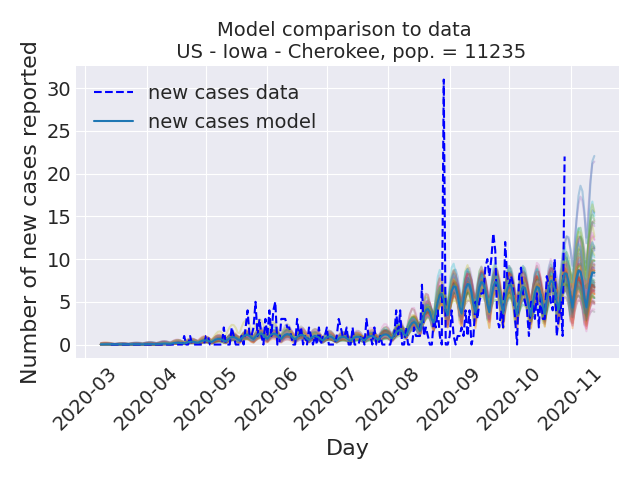 Model comparison to data
US - Iowa - Cherokee, pop. = 11235
Number of new cases reported
30
25
20
15
10
5
0
new cases data
new cases model
2020-03
2020-04
2020-05
2020-06
2020-07
2020-08
2020-09
2020-10
2020-11
Day